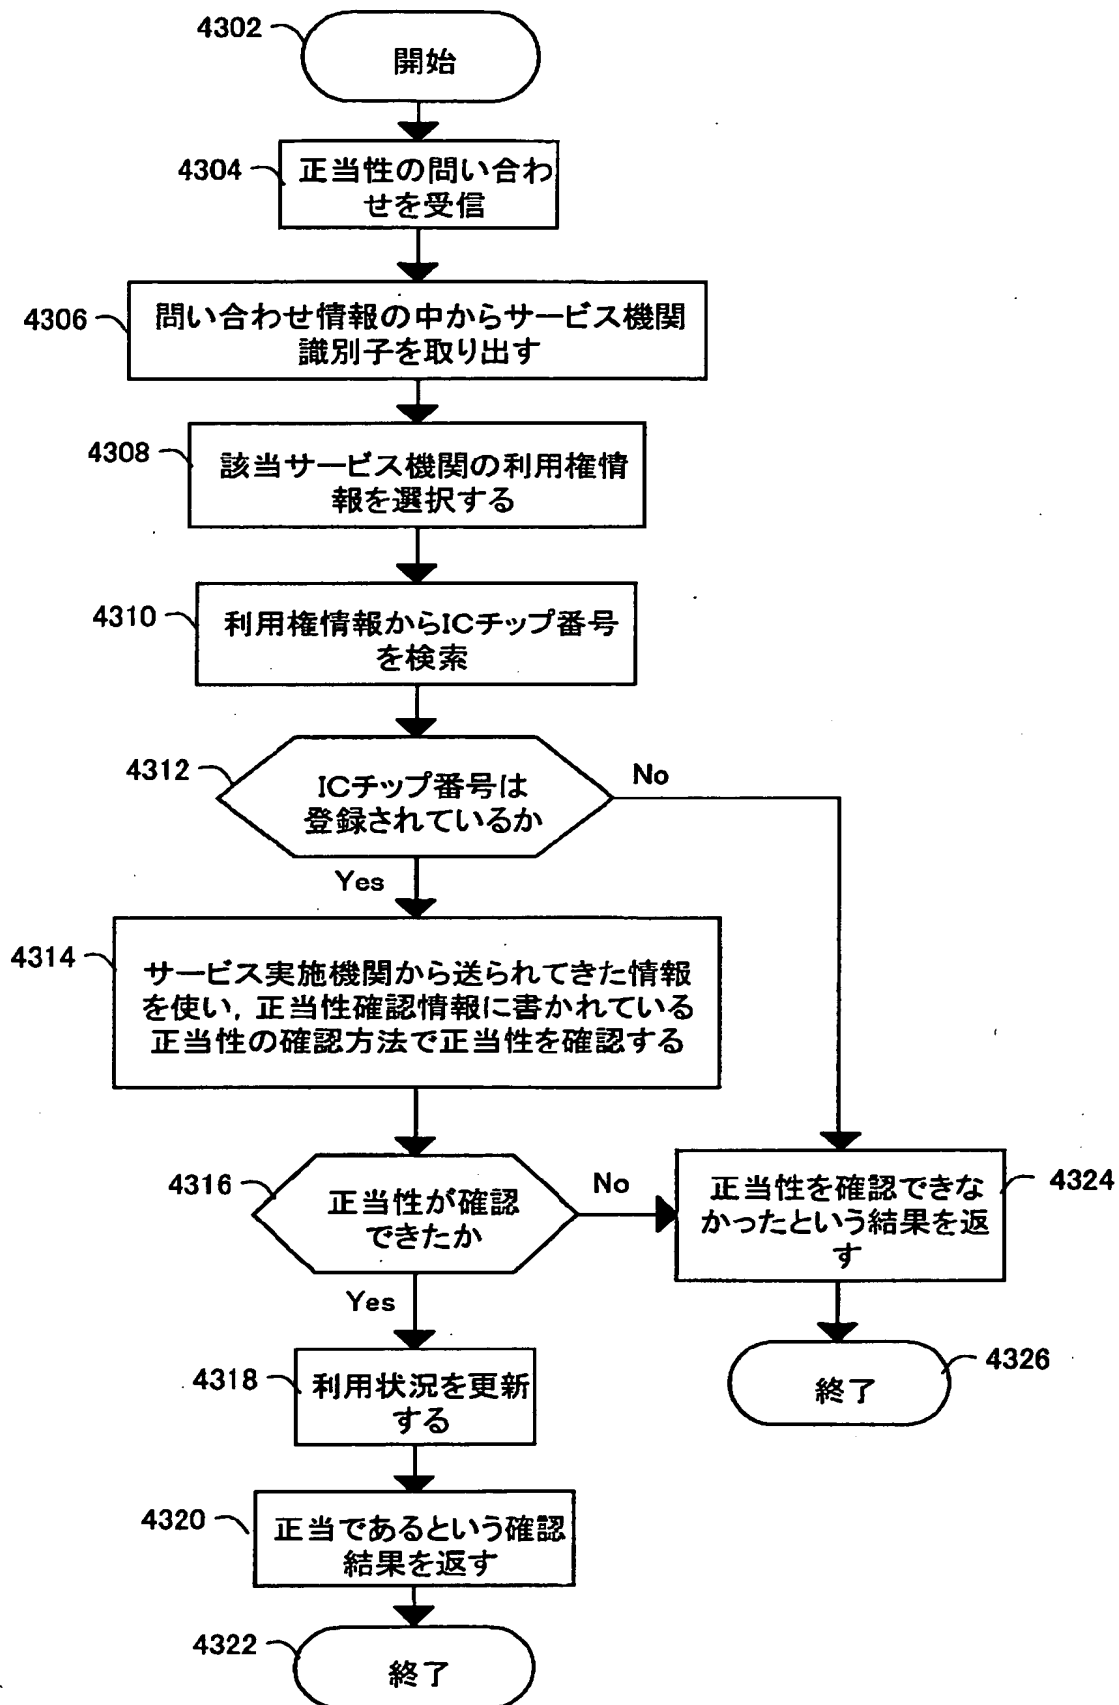 4302
開始
4304
正当性の問い合わ
せを受信
4306
問い合わせ情報の中からサービス機関
識別子を取り出す
4308
該当サービス機関の利用権情
報を選択する
4310
利用権情報からICチップ番号
を検索
4312
ICチップ番号は
登録されているか
No
Yes
4314
サービス実施機関から送られてきた情報
を使い，正当性確認情報に書かれている
正当性の確認方法で正当性を確認する
4316
正当性が確認
できたか
No
正当性を確認できな
かったという結果を返
す
4324
Yes
4318
利用状況を更新
する
終了
4326
4320
正当であるという確認
結果を返す
4322
終了